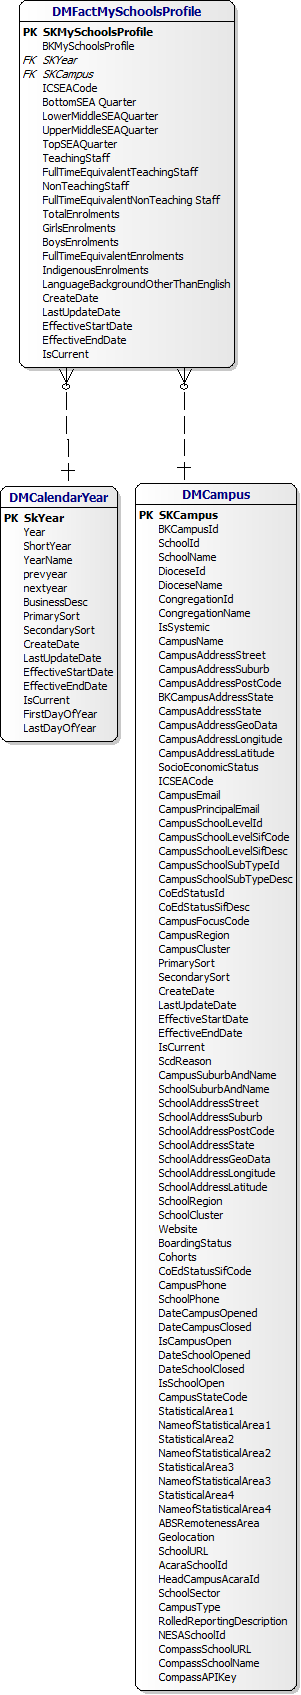 DMFactMySchoolsProfile
PK SKMySchoolsProfile
BKMySchoolsProfile
FK SKYear
FK SKCampus
ICSEACode
BottomSEA Quarter
LowerMiddleSEAQuarter
UpperMiddleSEAQuarter
TopSEAQuarter
TeachingStaff
FullTimeEquivalentTeachingStaff
NonTeachingStaff
FullTimeEquivalentNonTeaching Staff
TotalEnrolments
GirlsEnrolments
BoysEnrolments
FullTimeEquivalentEnrolments
IndigenousEnrolments
LanguageBackgroundOtherThanEnglish
CreateDate
LastUpdateDate
EffectiveStartDate
EffectiveEndDate
IsCurrent
DMCalendarYear
PK SkYear
Year
ShortYear
YearName
prevyear
nextyear
BusinessDesc
PrimarySort
SecondarySort
CreateDate
LastUpdateDate
EffectiveStartDate
EffectiveEndDate
IsCurrent
FirstDayOfYear
LastDayOfYear
DMCampus
PK SKCampus
BKCampusId
SchoolId
SchoolName
DioceseId
DioceseName
CongregationId
CongregationName
IsSystemic
CampusName
CampusAddressStreet
CampusAddressSuburb
CampusAddressPostCode
BKCampusAddressState
CampusAddressState
CampusAddressGeoData
CampusAddressLongitude
CampusAddressLatitude
SocioEconomicStatus
ICSEACode
CampusEmail
CampusPrincipalEmail
CampusSchoolLevelId
CampusSchoolLevelSifCode
CampusSchoolLevelSifDesc
CampusSchoolSubTypeId
CampusSchoolSubTypeDesc
CoEdStatusId
CoEdStatusSifDesc
CampusFocusCode
CampusRegion
CampusCluster
PrimarySort
SecondarySort
CreateDate
LastUpdateDate
EffectiveStartDate
EffectiveEndDate
IsCurrent
ScdReason
CampusSuburbAndName
SchoolSuburbAndName
SchoolAddressStreet
SchoolAddressSuburb
SchoolAddressPostCode
SchoolAddressState
SchoolAddressGeoData
SchoolAddressLongitude
SchoolAddressLatitude
SchoolRegion
SchoolCluster
Website
BoardingStatus
Cohorts
CoEdStatusSifCode
CampusPhone
SchoolPhone
DateCampusOpened
DateCampusClosed
IsCampusOpen
DateSchoolOpened
DateSchoolClosed
IsSchoolOpen
CampusStateCode
StatisticalArea1
NameofStatisticalArea1
StatisticalArea2
NameofStatisticalArea2
StatisticalArea3
NameofStatisticalArea3
StatisticalArea4
NameofStatisticalArea4
ABSRemotenessArea
Geolocation
SchoolURL
AcaraSchoolId
HeadCampusAcaraId
SchoolSector
CampusType
RolledReportingDescription
NESASchoolId
CompassSchoolURL
CompassSchoolName
CompassAPIKey